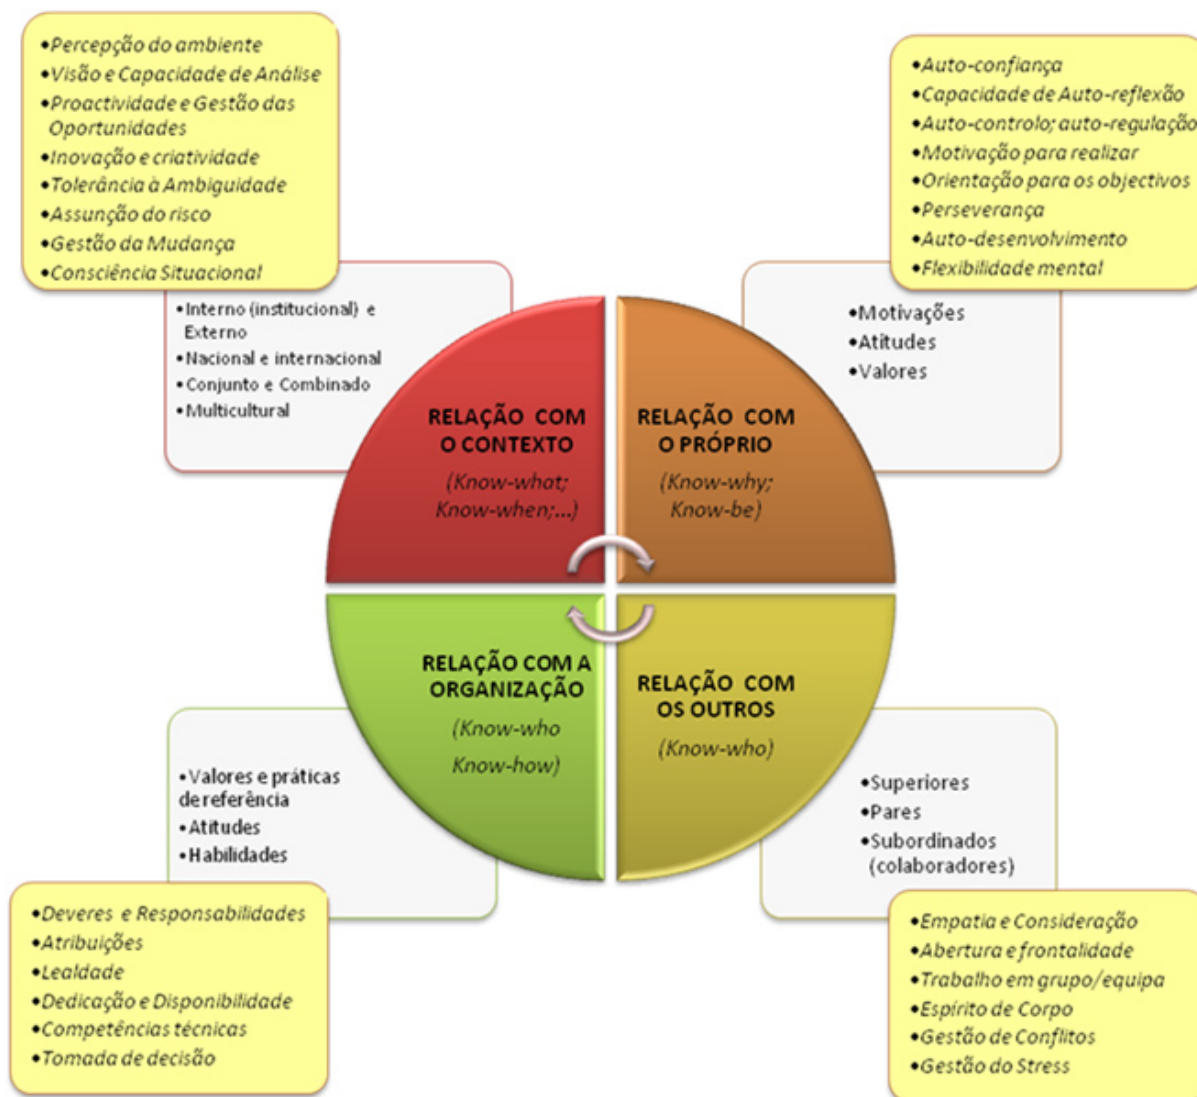 •Percepção do ambiente
•Visão e Capacidade de Análise
•Proactividade e Gestão das
Oportunidades
•Inovação e criatividade
•Tolerância à Ambiguidade
•Assunção do risco
•Gestão da Mudança
•Consciência Situacional
•Interno (institucional) e
Externo
•Nacional e internacional
•Conjunto e Combinado
•Multicultural
•Auto-confiança
•Capacidade de Auto-reflexão
•Auto-controlo; auto-regulação
•Motivação para realizar
•Orientação para os objectivos
•Perseverança
•Auto-desenvolvimento
•Flexibilidade mental
•Motivações
•Atitudes
•Valores
RELAÇÃO COM
O CONTEXTO
(Know-what;
Know-when;...)
RELAÇÃO COM
O PRÓPRIO
(Know-why;
Know-be)
RELAÇÃO COM A
ORGANIZAÇÃO
(Know-who
Know-how)
RELAÇÃO COM
OS OUTROS
(Know-who)
•Valores e práticas
de referência
•Atitudes
•Habilidades
•Deveres e Responsabilidades
•Atribuições
•Lealdade
•Dedicação e Disponibilidade
•Competências técnicas
•Tomada de decisão
•Superiores
•Pares
•Subordinados
(colaboradores)
•Empatia e Consideração
•Abertura e frontalidade
•Trabalho em grupo/equipa
•Espírito de Corpo
•Gestão de Conflitos
•Gestão do Stress